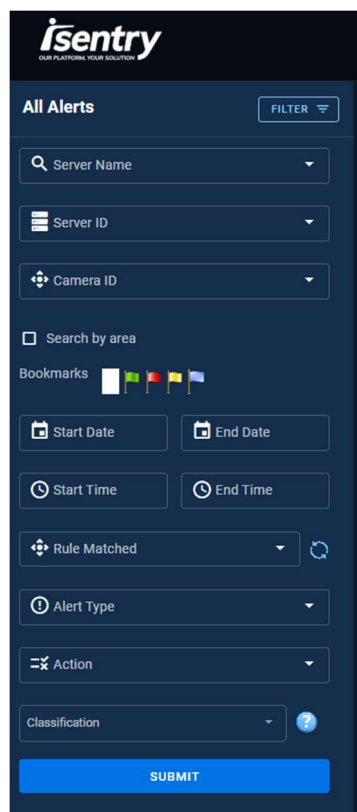 isentry
OUR PLATFORM, YOUR SOLUTION
All Alerts
FILTER
Server Name
Server ID
Camera ID
Search by area
Bookmarks
Start Date
End Date
Start Time
End Time
Rule Matched
Alert Type
Action
Classification
?
SUBMIT